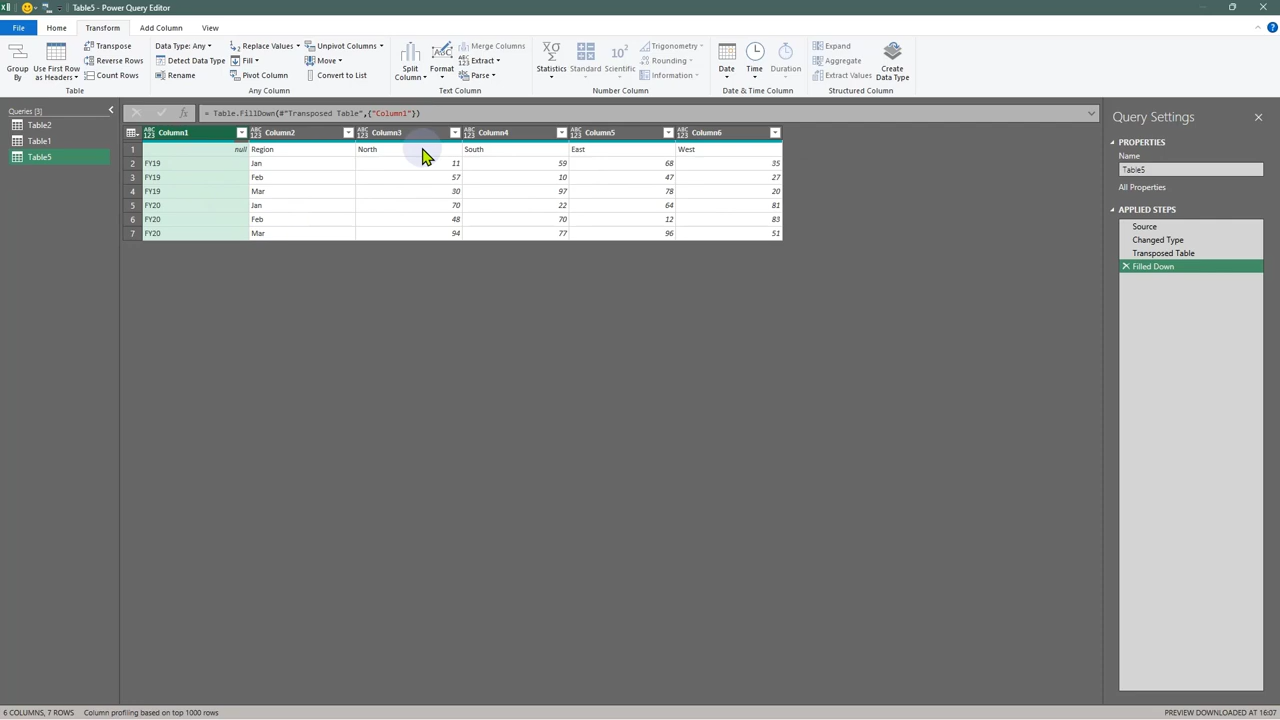 Table5 - Power Query Editor
File Home Transform Add Column View
Group By
Use First Row as Headers
Transpose
Reverse Rows
Count Rows
Table
Data Type: Any
Detect Data Type
Rename
Replace Values
Fill
Pivot Column
Unpivot Columns
Move
Convert to List
Any Column
Split Column
Format
Merge Columns
Extract
Parse
Text Column
Statistics
Standard
Scientific
Trigonometry
Rounding
Information
Number Column
Date
Time
Duration
Date & Time Column
Expand
Aggregate
Extract Values
Create Data Type
Structured Column
Queries [3]
Table2
Table1
Table5
= Table.FillDown(#"Transposed Table",{"Column1"})
Column1 Column2 Column3 Column4 Column5 Column6
1 null Region North South East West
2 FY19 Jan 11 59 68 35
3 FY19 Feb 57 10 47 27
4 FY19 Mar 30 97 78 20
5 FY20 Jan 70 22 64 81
6 FY20 Feb 48 70 12 83
7 FY20 Mar 94 77 96 51
Query Settings
PROPERTIES
Name
Table5
All Properties
APPLIED STEPS
Source
Changed Type
Transposed Table
Filled Down
6 COLUMNS, 7 ROWS Column profiling based on top 1000 rows
PREVIEW DOWNLOADED AT 16:07